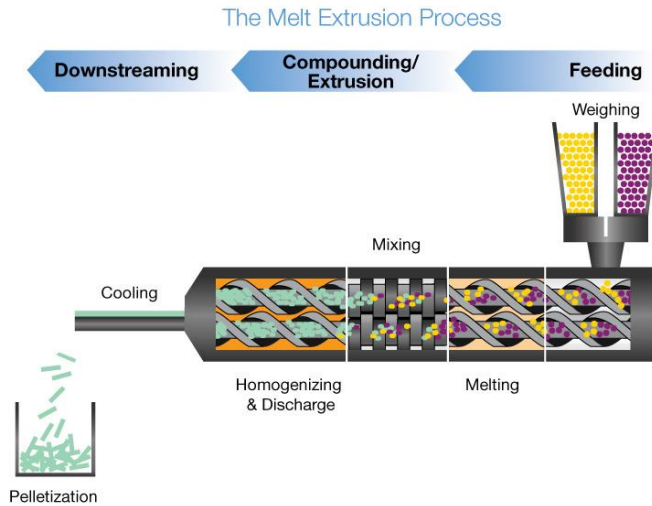 The Melt Extrusion Process
Downstreaming
Compounding/
Extrusion
Feeding
Weighing
Mixing
Cooling
Homogenizing
& Discharge
Melting
Pelletization